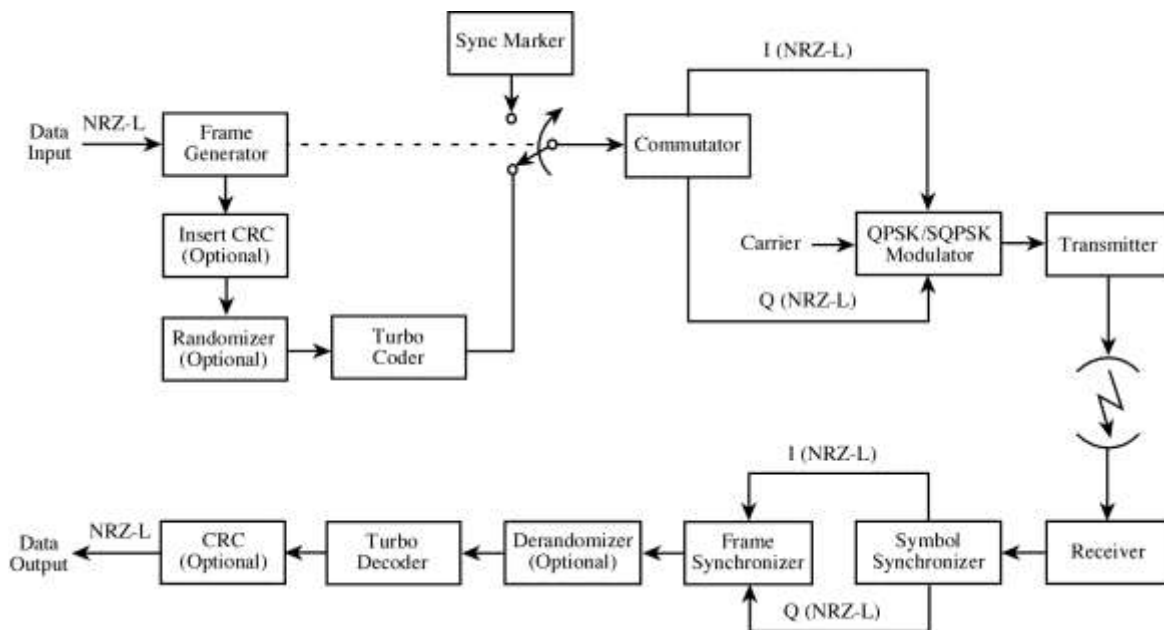 Sync Marker
I (NRZ-L)
Data
Input
NRZ-L
Frame
Generator
Commutator
Insert CRC
(Optional)
Carrier
QPSK/SQPSK
Modulator
Transmitter
Q (NRZ-L)
Randomizer
(Optional)
Turbo
Coder
I (NRZ-L)
Data
Output
NRZ-L
CRC
(Optional)
Turbo
Decoder
Derandomizer
(Optional)
Frame
Synchronizer
Symbol
Synchronizer
Receiver
Q (NRZ-L)